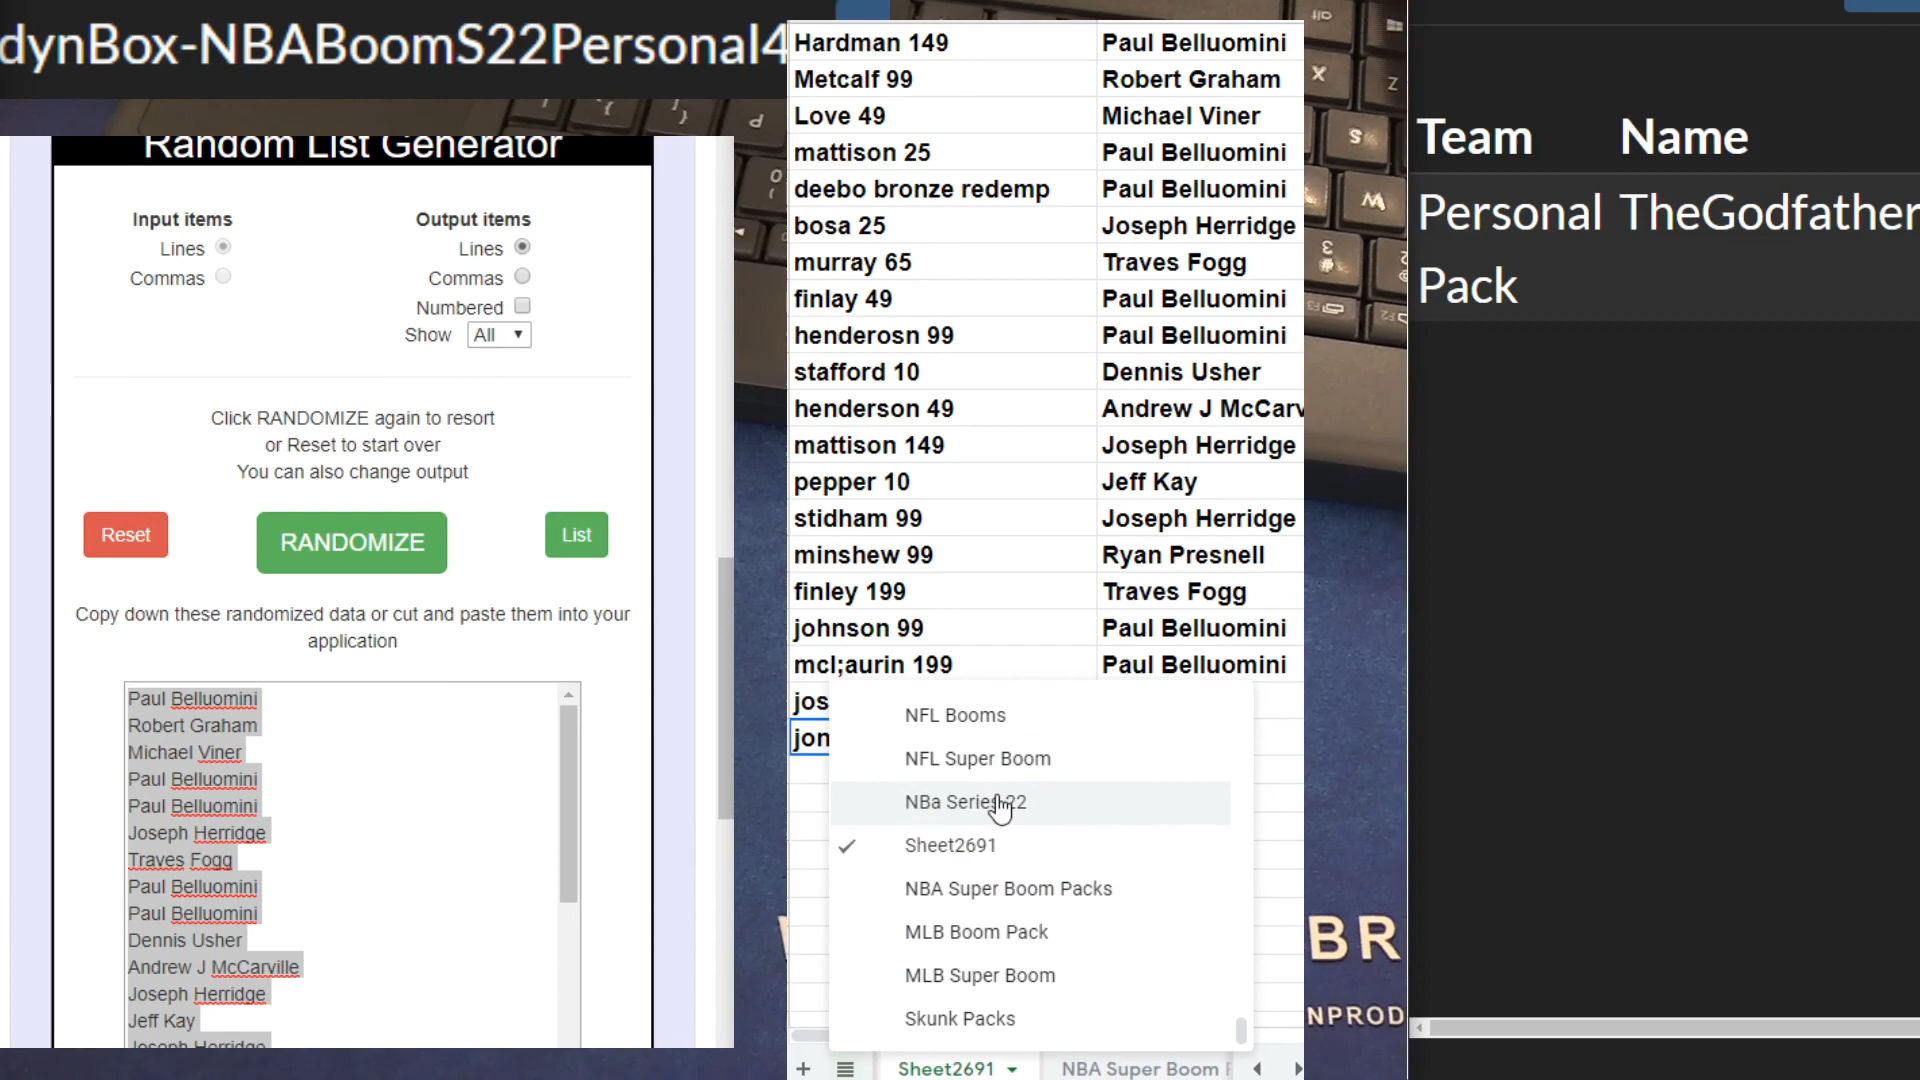 dynBox-NBABoomS22Personal4
Random List Generator
Input items
Lines
Commas
Output items
Lines
Commas
Numbered
Show All
Click RANDOMIZE again to resort
or Reset to start over
You can also change output
Reset
RANDOMIZE
List
Copy down these randomized data or cut and paste them into your
application
Paul Belluomini
Robert Graham
Michael Viner
Paul Belluomini
Paul Belluomini
Joseph Herridge
Traves Fogg
Paul Belluomini
Paul Belluomini
Dennis Usher
Andrew J McCarville
Joseph Herridge
Jeff Kay
Joseph Herridge
Hardman 149 Paul Belluomini
Metcalf 99 Robert Graham
Love 49 Michael Viner
mattison 25 Paul Belluomini
deebo bronze redemp Paul Belluomini
bosa 25 Joseph Herridge
murray 65 Traves Fogg
finlay 49 Paul Belluomini
henderosn 99 Paul Belluomini
stafford 10 Dennis Usher
henderson 49 Andrew J McCarv
mattison 149 Joseph Herridge
pepper 10 Jeff Kay
stidham 99 Joseph Herridge
minshew 99 Ryan Presnell
finley 199 Traves Fogg
johnson 99 Paul Belluomini
mcl;aurin 199 Paul Belluomini
jos
jon
NFL Booms
NFL Super Boom
NBa Series 22
Sheet2691
NBA Super Boom Packs
MLB Boom Pack
MLB Super Boom
Skunk Packs
Sheet2691
NBA Super Boom
Team Name
Personal TheGodfather
Pack
BR
NPROD